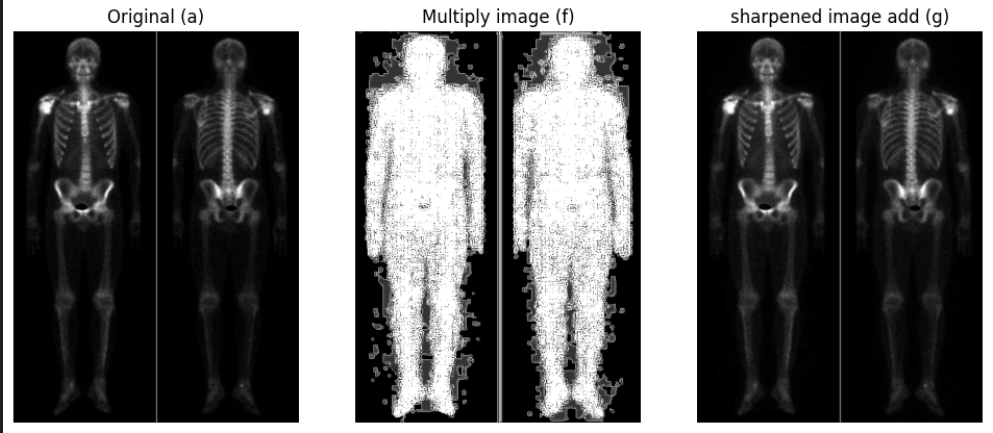 Original (a)
Multiply image (f)
sharpened image add (g)